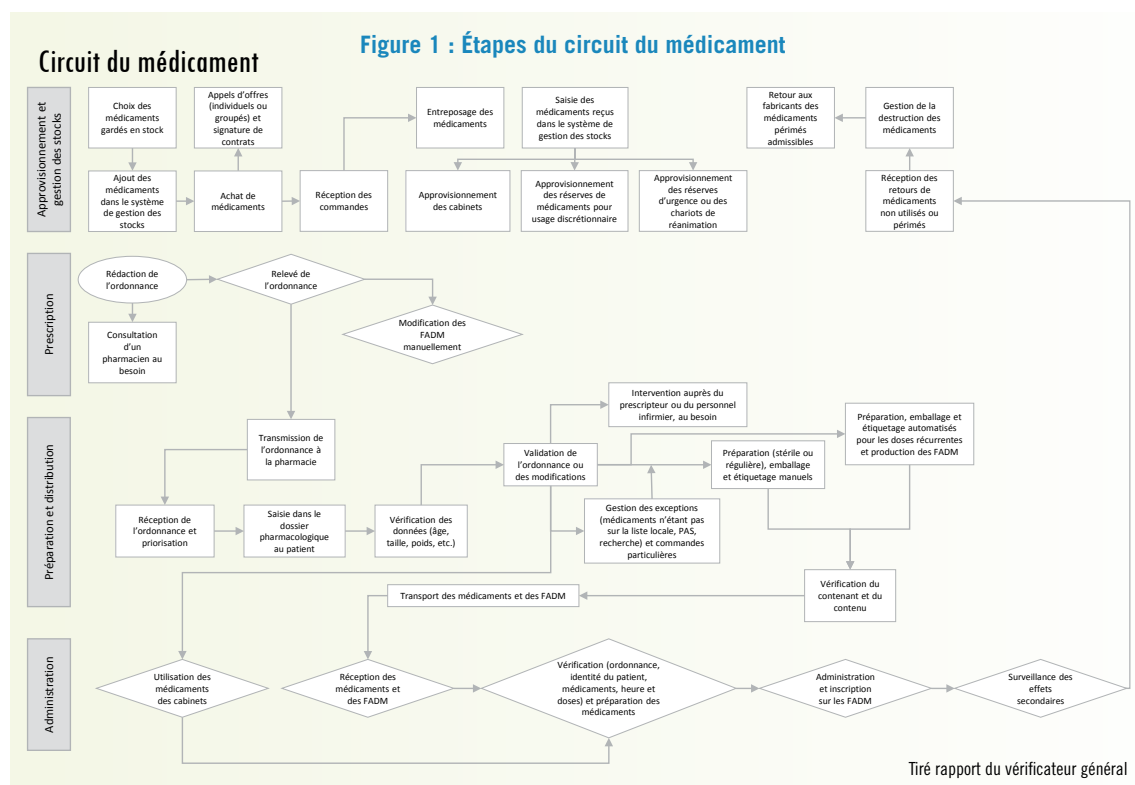 Figure 1 : Étapes du circuit du médicament
Circuit du médicament
Approvisionnement et
gestion des stocks
Choix des
médicaments
gardés en stock
Appels d'offres
(individuels ou
groupés) et
signature de
contrats
Entreposage des
médicaments
Saisie des
médicaments reçus
dans le système de
gestion des stocks
Retour aux
fabricants des
médicaments
périmés
admissibles
Gestion de la
destruction des
médicaments
Ajout des
médicaments
dans le système
de gestion des
stocks
Achat de
médicaments
Réception des
commandes
Approvisionnement
des cabinets
Approvisionnement
des réserves de
médicaments pour
usage discrétionnaire
Approvisionnement
des réserves
d'urgence ou des
chariots de
réanimation
Réception des
retours de
médicaments
non utilisés ou
périmés
Prescription
Rédaction de
l'ordonnance
Relevé de
l'ordonnance
Modification des
FADM
manuellement
Consultation
d'un
pharmacien au
besoin
Préparation et distribution
Transmission de
l'ordonnance à
la pharmacie
Intervention auprès du
prescripteur ou du personnel
infirmier, au besoin
Validation de
l'ordonnance ou
des modifications
Préparation (stérile ou
régulière), emballage
et étiquetage manuels
Préparation, emballage et
étiquetage automatisés
pour les doses récurrentes
et production des FADM
Réception de
l'ordonnance et
priorisation
Saisie dans le
dossier
pharmacologique
au patient
Vérification des
données (âge,
taille, poids, etc.)
Gestion des exceptions
(médicaments n'étant pas
sur la liste locale, PAS,
recherche) et commandes
particulières
Transport des médicaments et des FADM
Vérification du
contenant et du
contenu
Administration
Utilisation des
médicaments
des cabinets
Réception des
médicaments et
des FADM
Vérification (ordonnance,
identité du patient,
médicaments, heure et
doses) et préparation des
médicaments
Administration
et inscription
sur les FADM
Surveillance des
effets
secondaires
Tiré rapport du vérificateur général